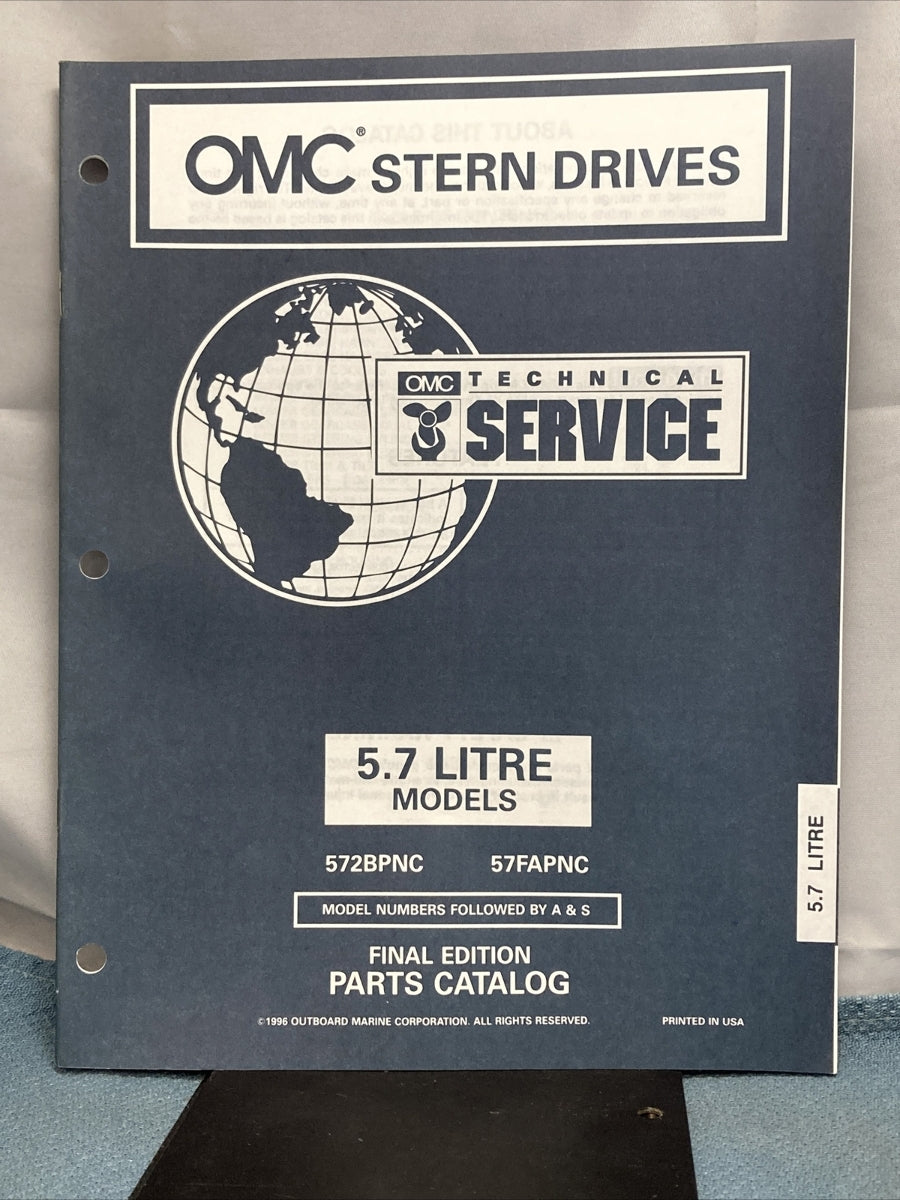 OMC® STERN DRIVES
OMC TECHNICAL
SERVICE
5.7 LITRE
MODELS
572BPNC 57FAPNC
MODEL NUMBERS FOLLOWED BY A & S
FINAL EDITION
PARTS CATALOG
©1996 OUTBOARD MARINE CORPORATION. ALL RIGHTS RESERVED. PRINTED IN USA
5.7 LITRE